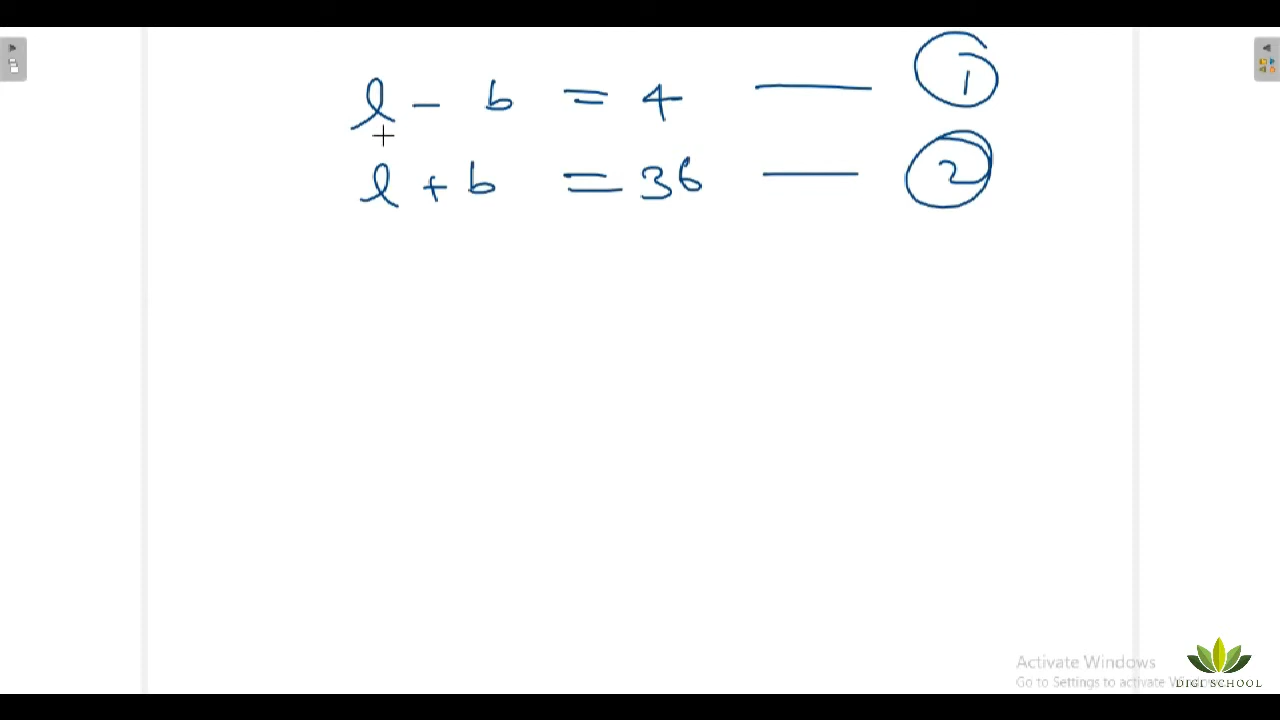 l - b = 4 —— 1
l + b = 36 —— 2
Activate Windows
Go to Settings to activate Windows.
DIGI SCHOOL